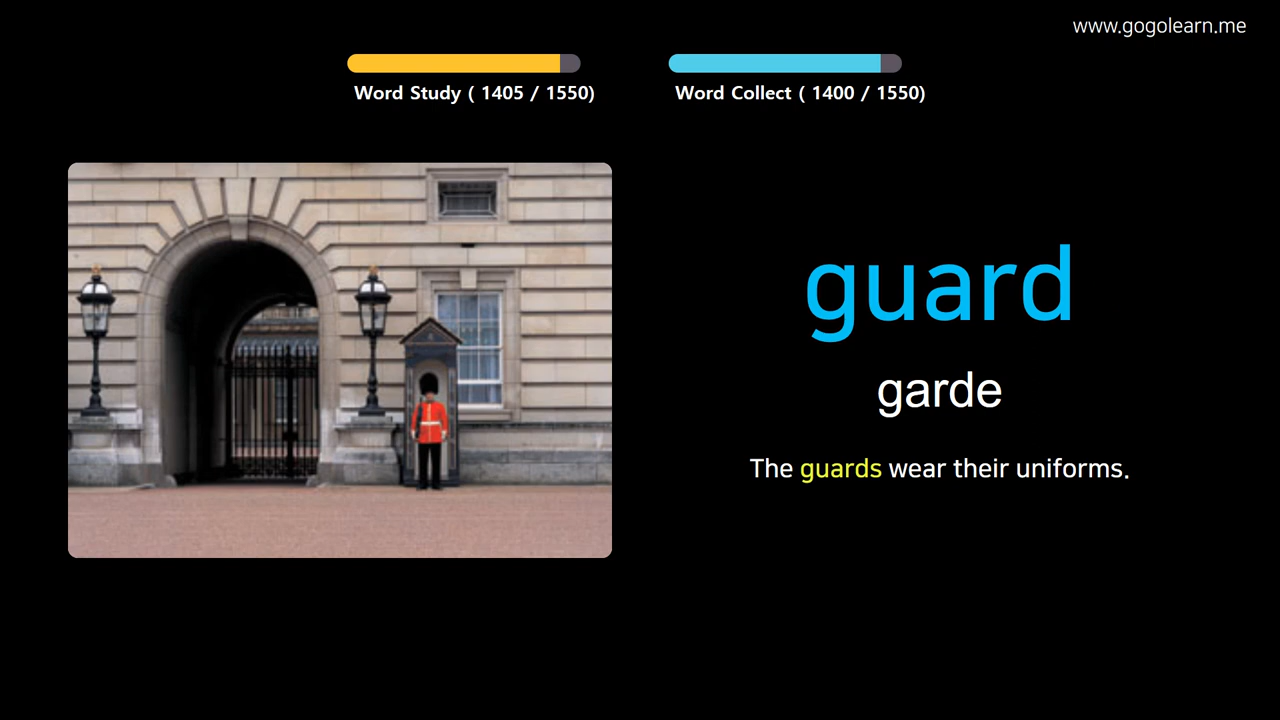 www.gogolearn.me
Word Study ( 1405 / 1550)
Word Collect ( 1400 / 1550)
guard
garde
The guards wear their uniforms.